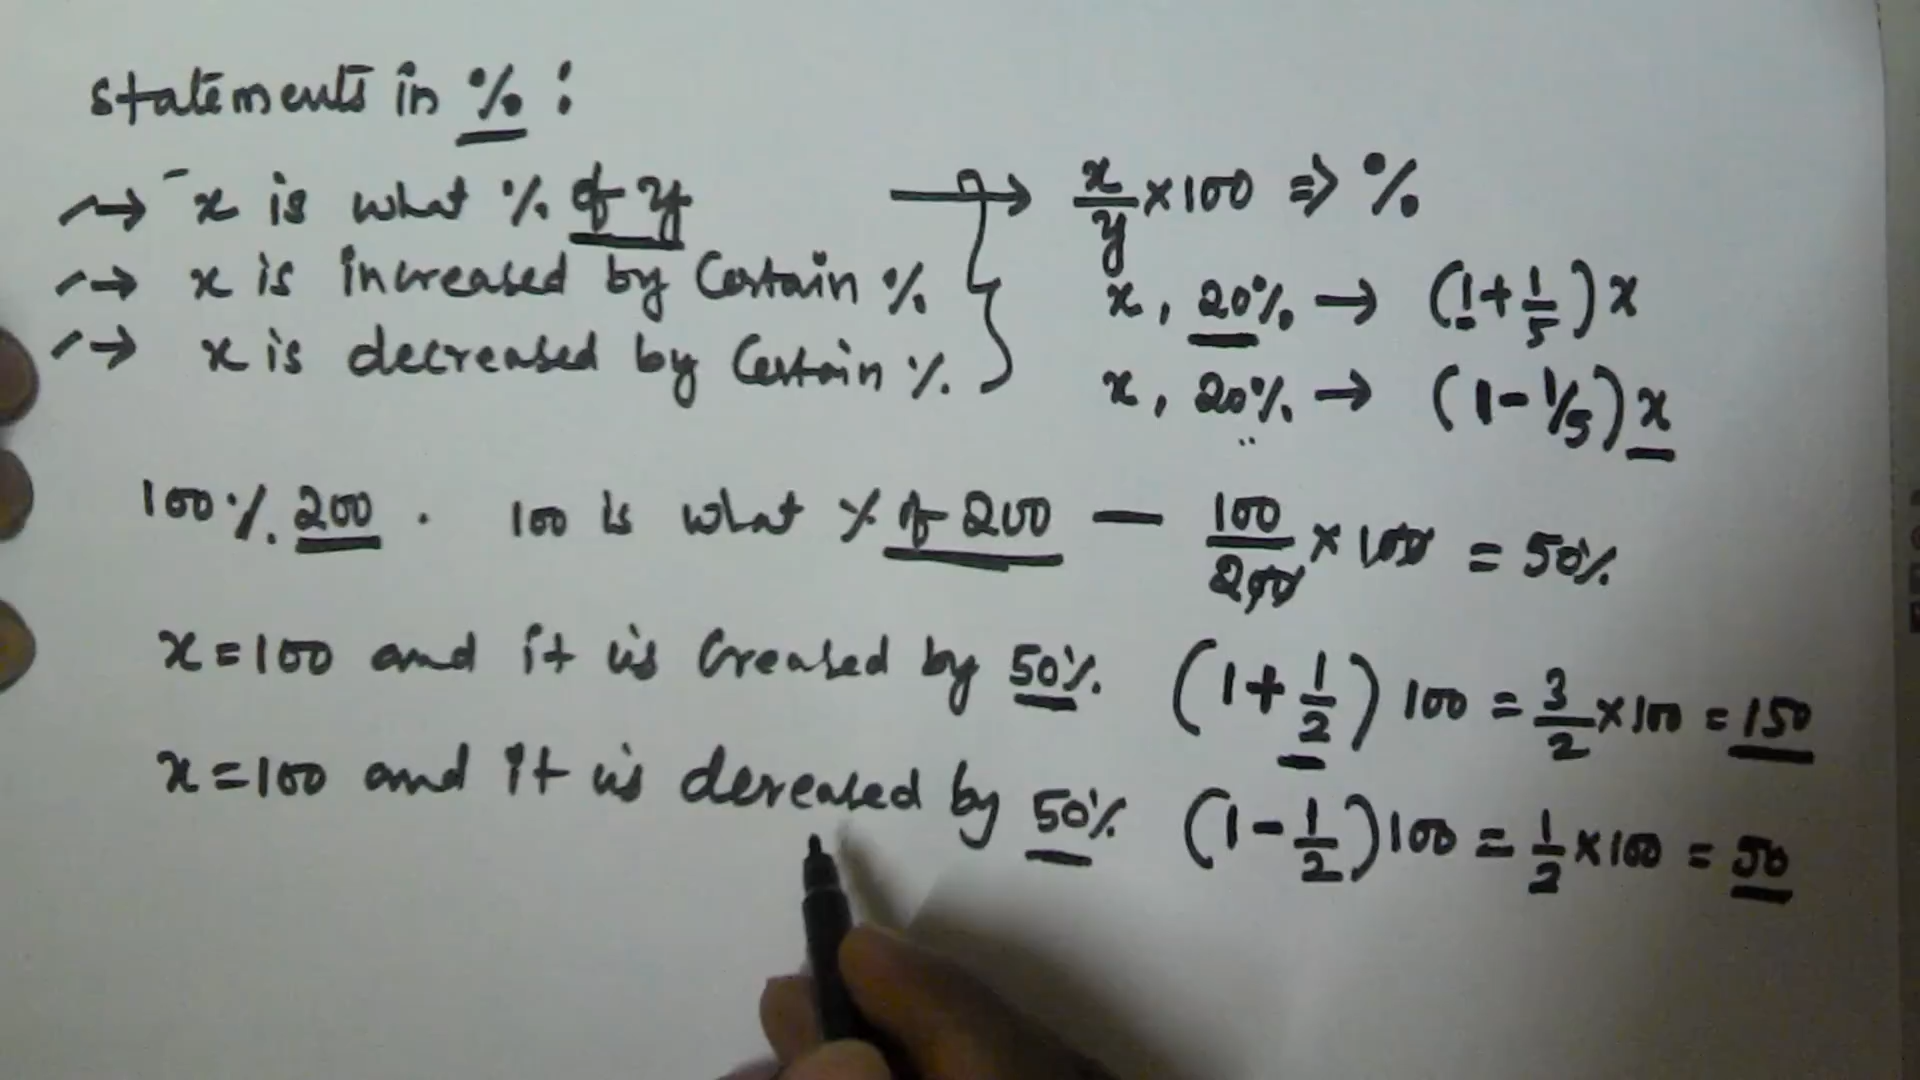 statements in % :
x is what % of y → x/y × 100 ⇒ %
x is increased by Certain % x, 20% → (1 + 1/5) x
x is decreased by Certain % x, 20% → (1 - 1/5) x
100 % 200 . 100 is what % of 200 — 100/200 × 100 = 50%
x = 100 and it is creased by 50% (1 + 1/2) 100 = 3/2 × 100 = 150
x = 100 and it is dereased by 50% (1 - 1/2) 100 = 1/2 × 100 = 50